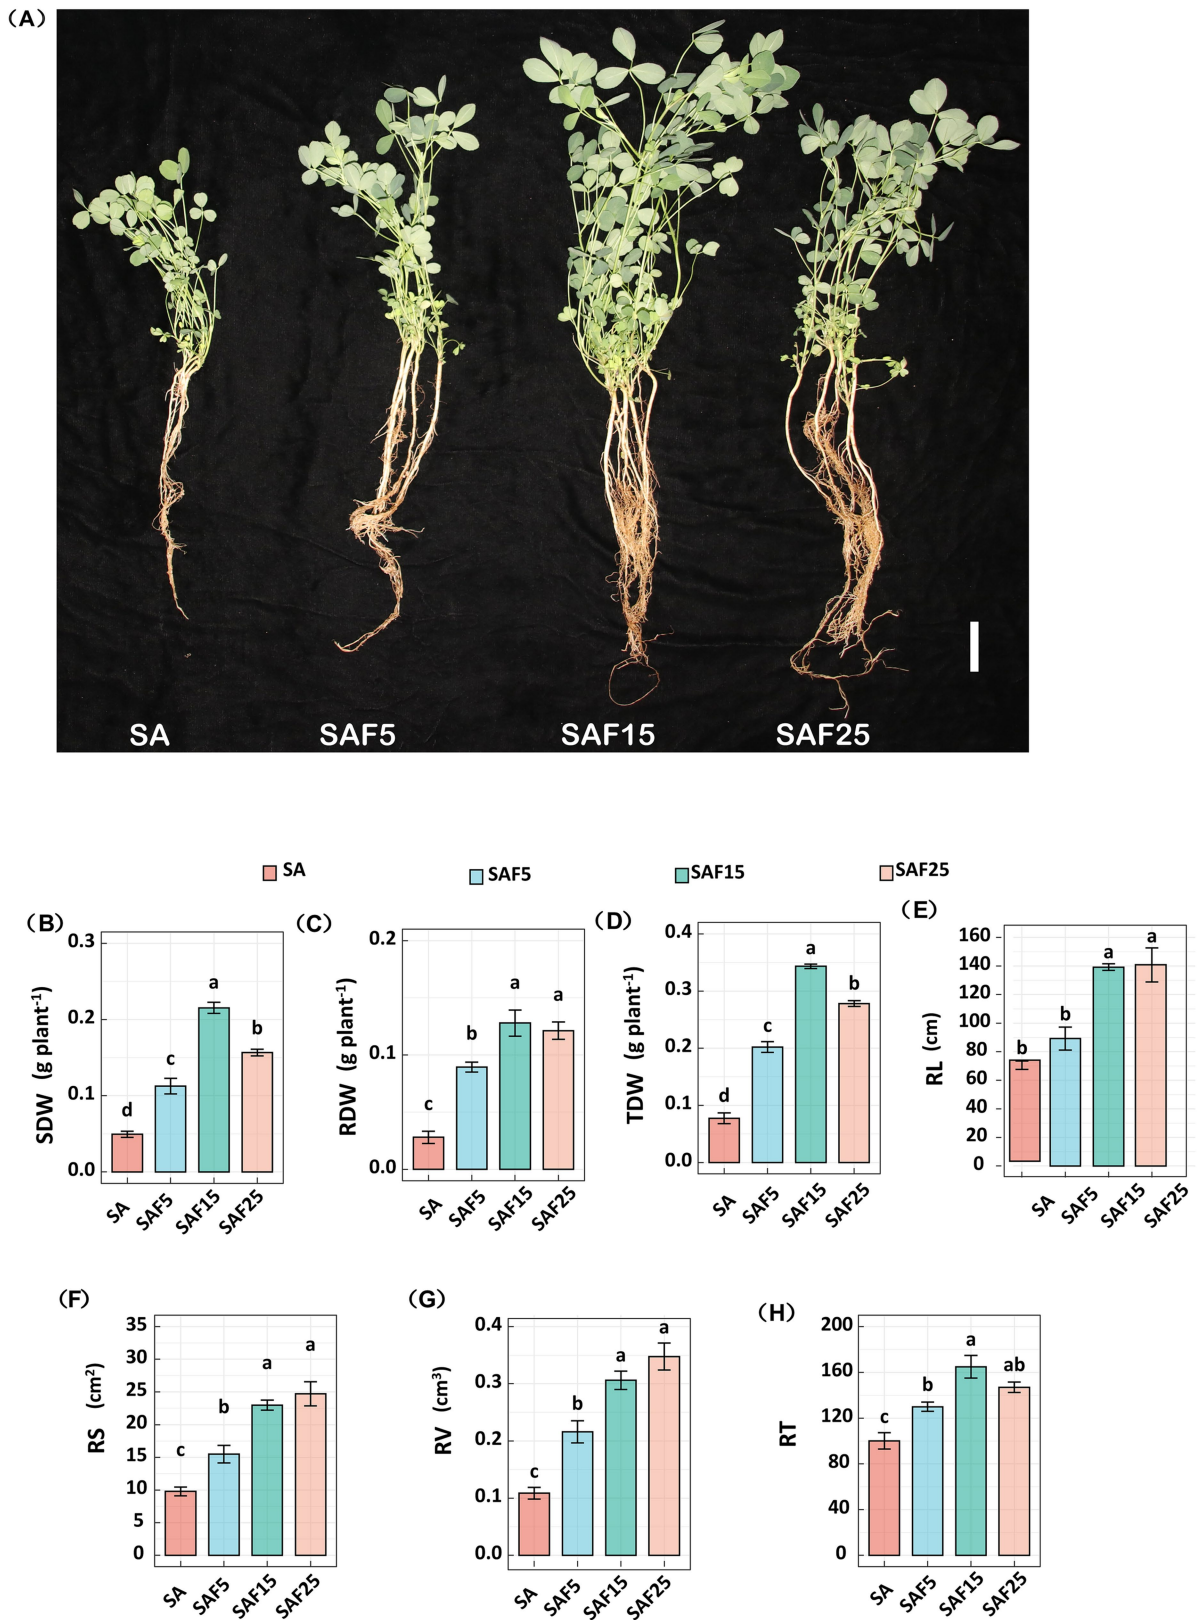 (A)
SA SAF5 SAF15 SAF25
SA SAF5 SAF15 SAF25
(B)
SDW (g plant-1)
0.3
0.2
0.1
0.0
d c a b
SA SAF5 SAF15 SAF25
(C)
RDW (g plant-1)
0.2
0.1
0.0
c b a a
SA SAF5 SAF15 SAF25
(D)
TDW (g plant-1)
0.4
0.3
0.2
0.1
0.0
d c a b
SA SAF5 SAF15 SAF25
(E)
RL (cm)
160
140
100
80
60
40
20
0
b b a a
SA SAF5 SAF15 SAF25
(F)
RS (cm2)
35
30
25
20
15
10
5
0
c b a a
SA SAF5 SAF15 SAF25
(G)
RV (cm3)
0.4
0.3
0.2
0.1
0.0
c b a a
SA SAF5 SAF15 SAF25
(H)
RT
200
160
120
80
40
0
c b a ab
SA SAF5 SAF15 SAF25